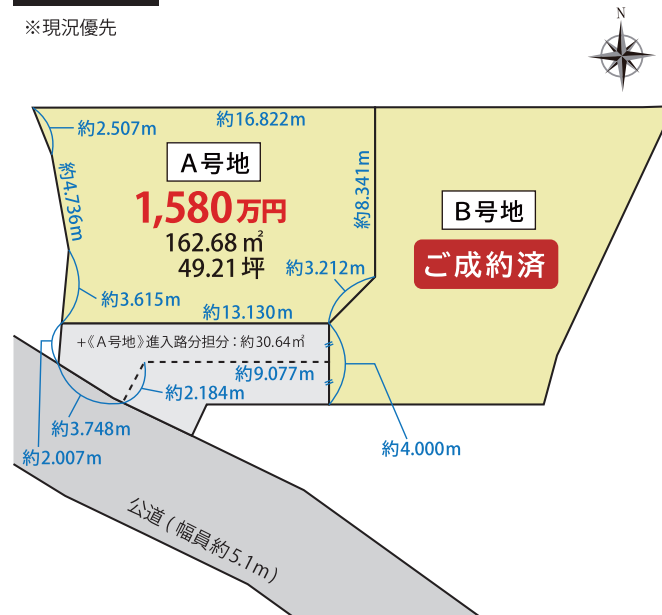 ※現況優先
N
約2.507m
約16.822m
A号地
約4.736m
1,580万円
約8.341m
B号地
162.68㎡
49.21坪
約3.212m
ご成約済
約3.615m
約13.130m
+《A号地》進入路分担分：約30.64㎡
約9.077m
約2.184m
約3.748m
約4.000m
約2.007m
公道(幅員約5.1m)